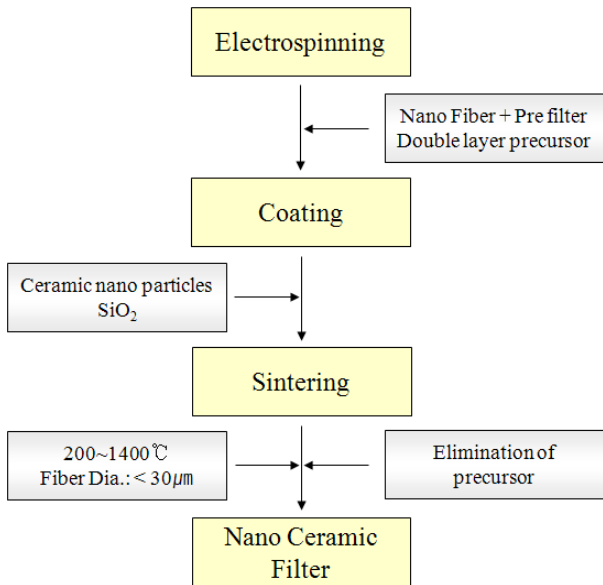 Electrospinning
Nano Fiber + Pre filter
Double layer precursor
Coating
Ceramic nano particles
SiO₂
Sintering
200~1400℃
Fiber Dia.: < 30㎛
Elimination of
precursor
Nano Ceramic
Filter